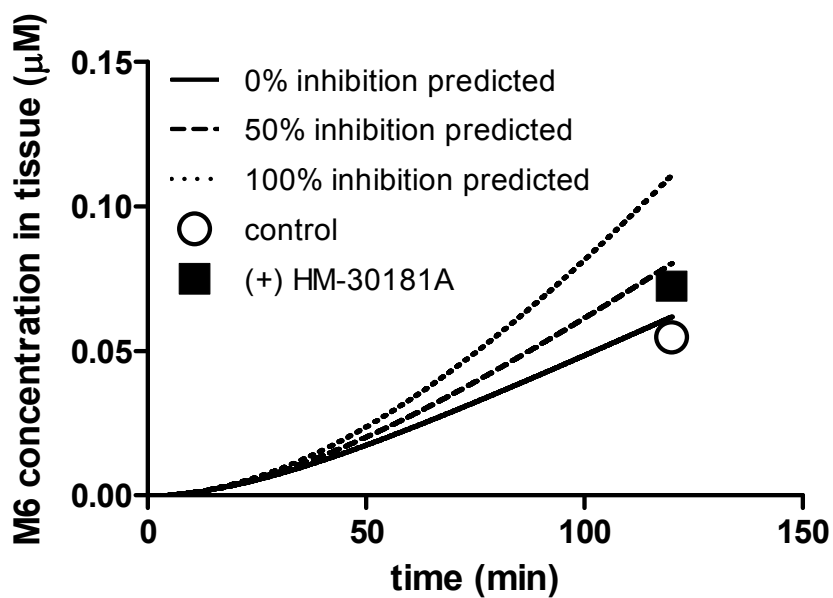 M6 concentration in tissue (μM)
0.15
0.10
0.05
0.00
0% inhibition predicted
50% inhibition predicted
100% inhibition predicted
control
(+) HM-30181A
0
50
100
150
time (min)